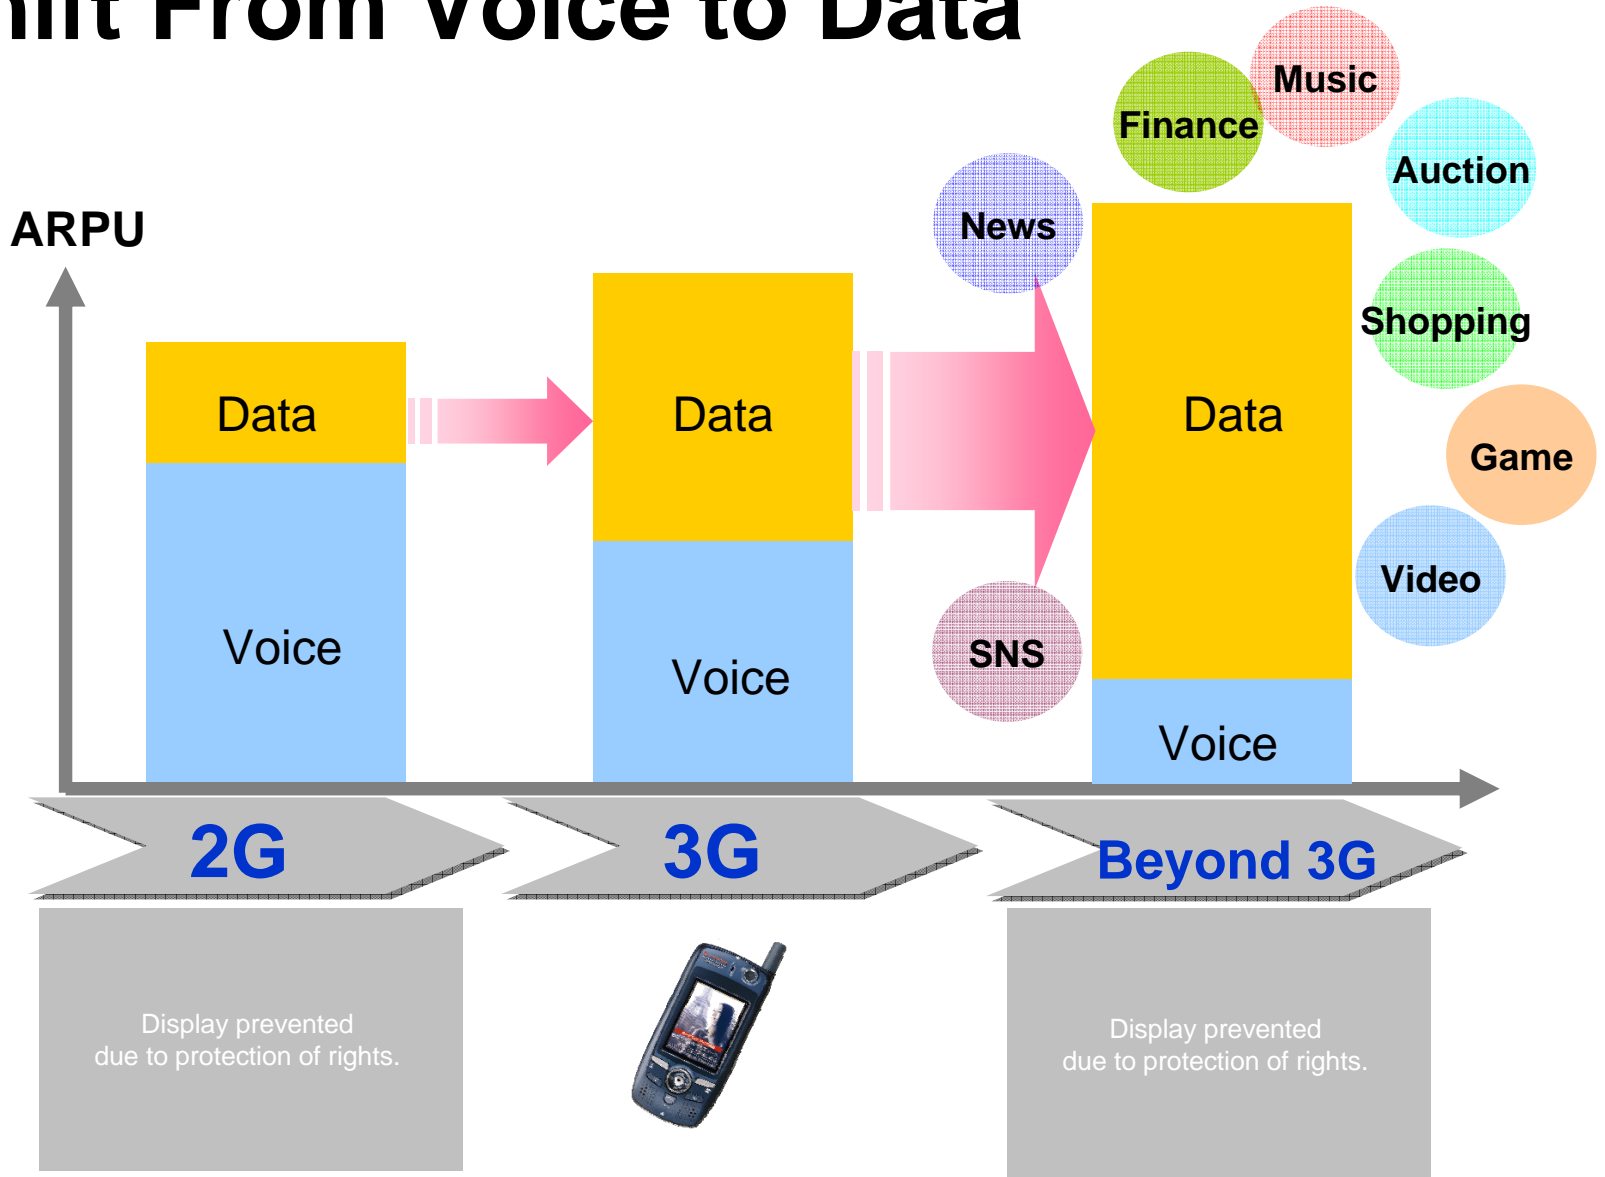 hift From Voice to Data
Music
Finance
Auction
News
ARPU
Shopping
Data
Data
Data
Game
Video
Voice
SNS
Voice
Voice
2G
3G
Beyond 3G
Display prevented
due to protection of rights.
Display prevented
due to protection of rights.